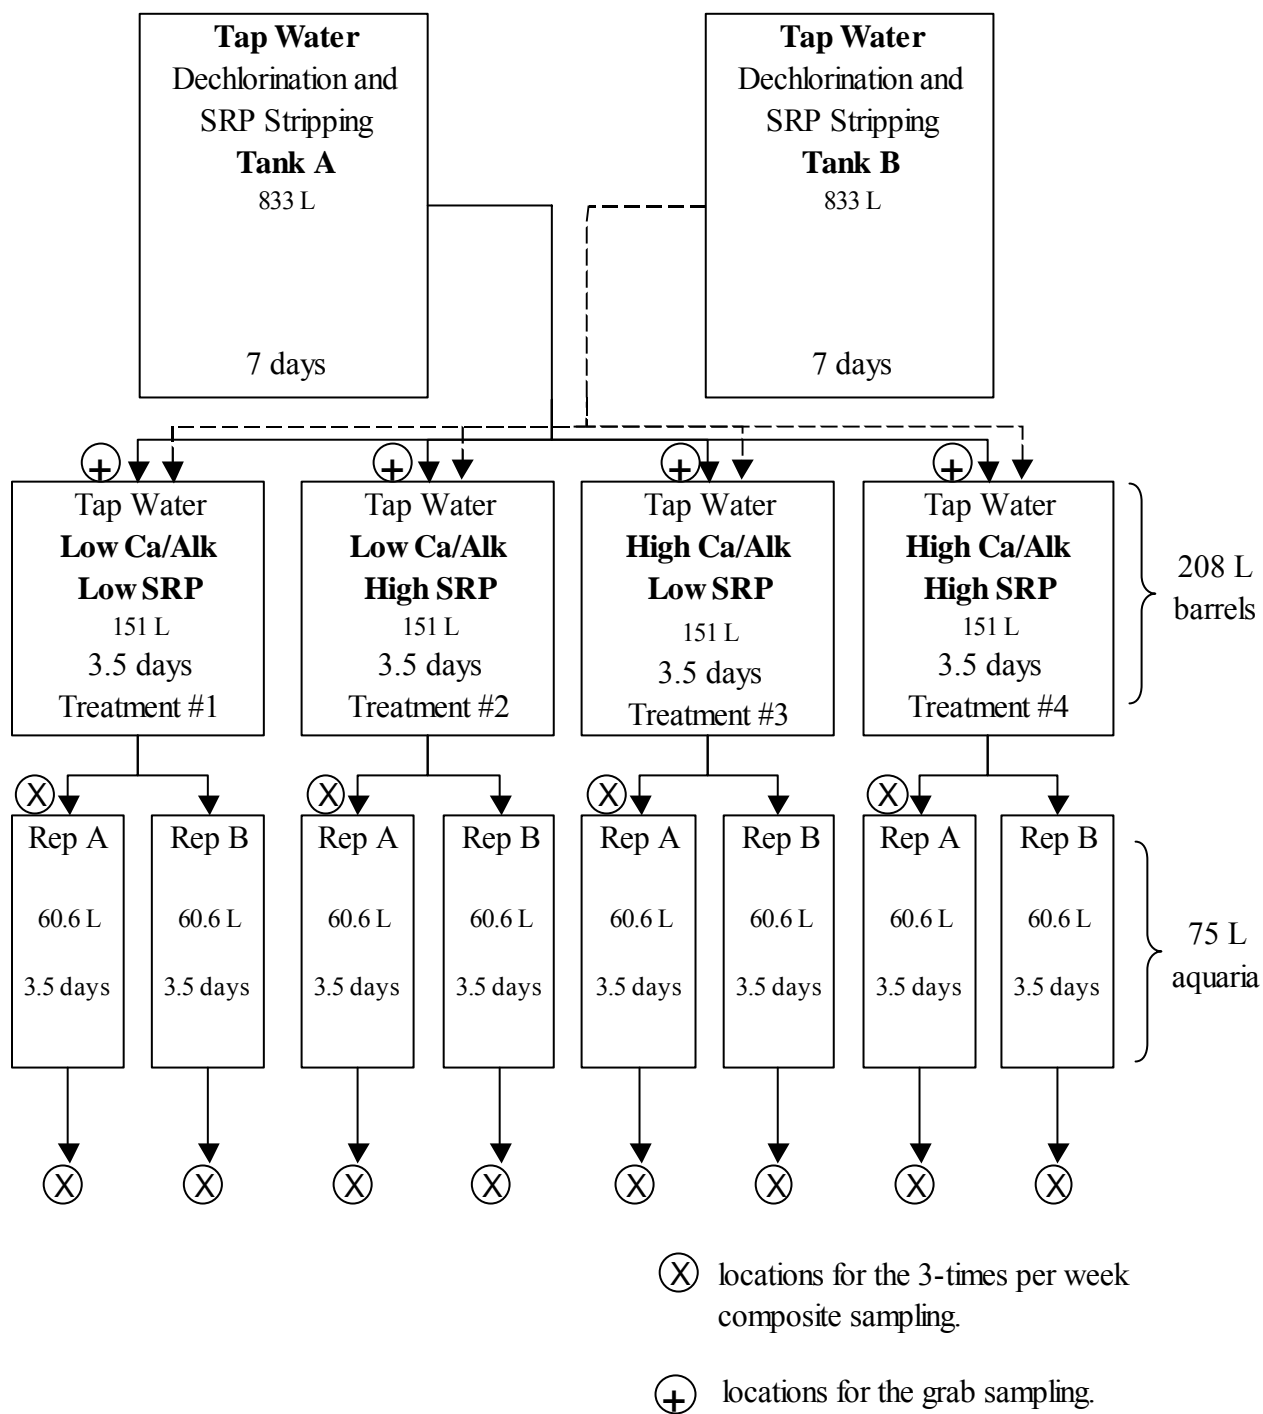 Tap Water
Dechlorination and
SRP Stripping
Tank A
833 L
7 days
Tap Water
Dechlorination and
SRP Stripping
Tank B
833 L
7 days
Tap Water
Low Ca/Alk
Low SRP
151 L
3.5 days
Treatment #1
Tap Water
Low Ca/Alk
High SRP
151 L
3.5 days
Treatment #2
Tap Water
High Ca/Alk
Low SRP
151 L
3.5 days
Treatment #3
Tap Water
High Ca/Alk
High SRP
151 L
3.5 days
Treatment #4
208 L
barrels
Rep A
60.6 L
3.5 days
Rep B
60.6 L
3.5 days
Rep A
60.6 L
3.5 days
Rep B
60.6 L
3.5 days
Rep A
60.6 L
3.5 days
Rep B
60.6 L
3.5 days
Rep A
60.6 L
3.5 days
Rep B
60.6 L
3.5 days
75 L
aquaria
X locations for the 3-times per week
composite sampling.
+ locations for the grab sampling.